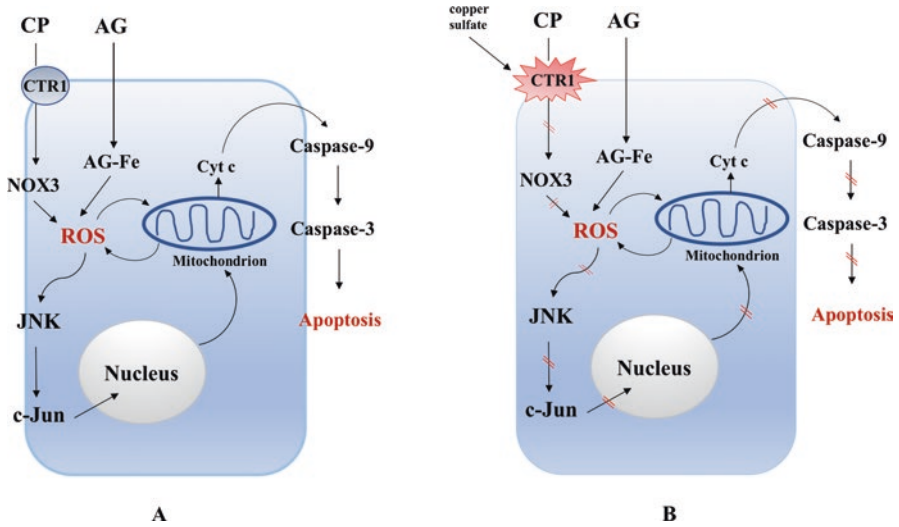 CP
AG
CTR1
AG-Fe
NOX3
ROS
Cyt c
Mitochondrion
Caspase-9
Caspase-3
Apoptosis
JNK
Nucleus
c-Jun
A
copper
sulfate
CP
AG
CTR1
AG-Fe
NOX3
ROS
Cyt c
Mitochondrion
Caspase-9
Caspase-3
Apoptosis
JNK
Nucleus
c-Jun
B